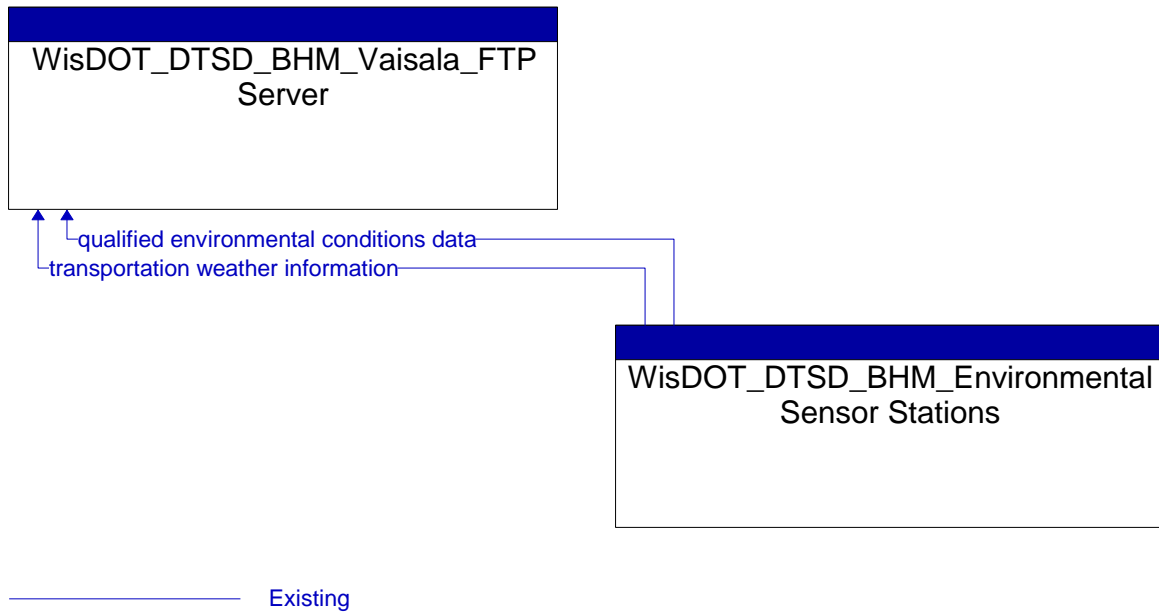 WisDOT_DTSD_BHM_Vaisala_FTP
Server
qualified environmental conditions data
transportation weather information
WisDOT_DTSD_BHM_Environmental
Sensor Stations
Existing